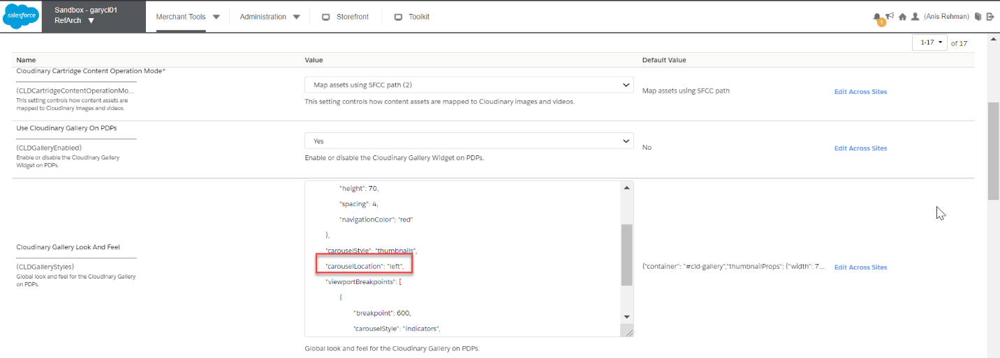 salesforce
Sandbox - garycl01
RefArch
Merchant Tools
Administration
Storefront
Toolkit
1
(Anis Rehman)
1-17
of 17
Name
Value
Default Value
Cloudinary Cartridge Content Operation Mode*
(CLDCartridgeContentOperationMo...
This setting controls how content assets are
mapped to Cloudinary images and videos.
Map assets using SFCC path (2)
This setting controls how content assets are mapped to Cloudinary images and videos.
Map assets using SFCC path
Edit Across Sites
Use Cloudinary Gallery On PDPs
(CLDGalleryEnabled)
Enable or disable the Cloudinary Gallery
Widget on PDPs.
Yes
Enable or disable the Cloudinary Gallery Widget on PDPs.
No
Edit Across Sites
Cloudinary Gallery Look And Feel
(CLDGalleryStyles)
Global look and feel for the Cloudinary Gallery
on PDPs.
"height": 70,
"spacing": 4,
"navigationColor": "red"
},
"carouselStyle": "thumbnails",
"carouselLocation": "left",
"viewportBreakpoints": [
{
"breakpoint": 600,
"carouselStyle": "indicators",
Global look and feel for the Cloudinary Gallery on PDPs.
{"container": "#cld-gallery","thumbnailProps": {"width": 7...
Edit Across Sites